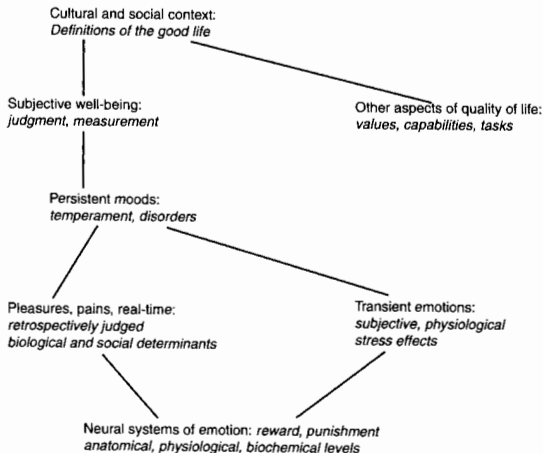 Cultural and social context:
Definitions of the good life
Subjective well-being:
judgment, measurement
Other aspects of quality of life:
values, capabilities, tasks
Persistent moods:
temperament, disorders
Pleasures, pains, real-time:
retrospectively judged
biological and social determinants
Transient emotions:
subjective, physiological
stress effects
Neural systems of emotion: reward, punishment
anatomical, physiological, biochemical levels